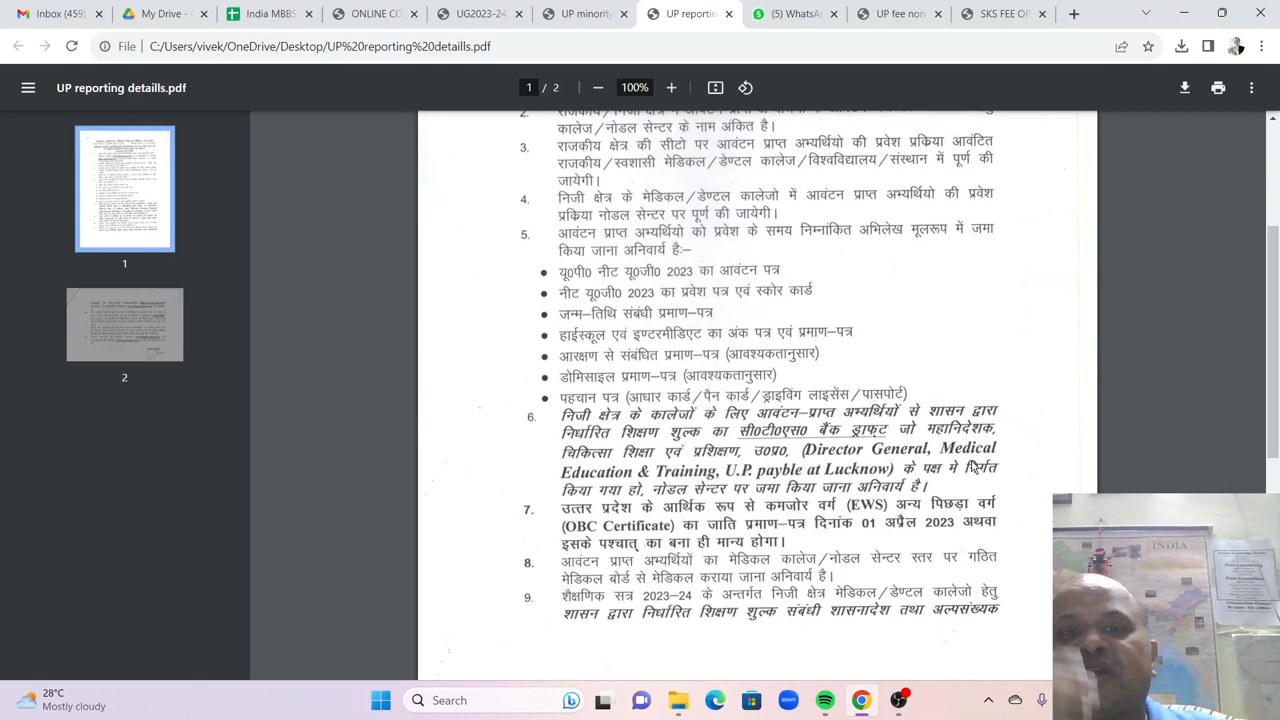 Inbox (459)
My Drive -
India MBBS
ONLINE CO
UG2023-24
UP minority
UP reportin
(5) WhatsA
UP fee non
SKS FEE OR
File
C:/Users/vivek/OneDrive/Desktop/UP%20reporting%20detaills.pdf
UP reporting detaills.pdf
1 / 2
100%
1
2
2.
कालेज/नोडल सेन्टर के नाम अंकित है।
3. राजकीय क्षेत्र की सीटो पर आवंटन प्राप्त अभ्यर्थियो की प्रवेश प्रक्रिया आवंटित
राजकीय/स्वशासी मेडिकल/डेण्टल कालेज/विश्वविद्यालय/संस्थान में पूर्ण की
जायेगी।
4. निजी क्षेत्र के मेडिकल/डेण्टल कालेजो में आवंटन प्राप्त अभ्यर्थियो की प्रवेश
प्रक्रिया नोडल सेन्टर पर पूर्ण की जायेगी।
5. आवंटन प्राप्त अभ्यर्थियो को प्रवेश के समय निम्नांकित अभिलेख मूलरूप में जमा
किया जाना अनिवार्य है:–
• यू0पी0 नीट यू0जी0 2023 का आवंटन पत्र
• नीट यू0जी0 2023 का प्रवेश पत्र एवं स्कोर कार्ड
• जन्म–तिथि संबंधी प्रमाण–पत्र
• हाईस्कूल एवं इण्टरमीडिएट का अंक पत्र एवं प्रमाण–पत्र
• आरक्षण से संबंधित प्रमाण–पत्र (आवश्यकतानुसार)
• डोमिसाइल प्रमाण–पत्र (आवश्यकतानुसार)
• पहचान पत्र (आधार कार्ड/पैन कार्ड/ड्राइविंग लाइसेंस/पासपोर्ट)
6. निजी क्षेत्र के कालेजों के लिए आवंटन–प्राप्त अभ्यर्थियों से शासन द्वारा
निर्धारित शिक्षण शुल्क का सी0टी0एस0 बैंक ड्राफ्ट जो महानिदेशक,
चिकित्सा शिक्षा एवं प्रशिक्षण, उ0प्र0, (Director General, Medical
Education & Training, U.P. payble at Lucknow) के पक्ष मे निर्गत
किया गया हो, नोडल सेन्टर पर जमा किया जाना अनिवार्य है।
7. उत्तर प्रदेश के आर्थिक रूप से कमजोर वर्ग (EWS) अन्य पिछड़ा वर्ग
(OBC Certificate) का जाति प्रमाण–पत्र दिनांक 01 अप्रैल 2023 अथवा
इसके पश्चात् का बना ही मान्य होगा।
8. आवंटन प्राप्त अभ्यर्थियों का मेडिकल कालेज/नोडल सेन्टर स्तर पर गठित
मेडिकल बोर्ड से मेडिकल कराया जाना अनिवार्य है।
9. शैक्षणिक सत्र 2023–24 के अन्तर्गत निजी क्षेत्र मेडिकल/डेण्टल कालेजो हेतु
शासन द्वारा निर्धारित शिक्षण शुल्क संबंधी शासनादेश तथा अल्पसंख्यक
INDIA
28°C
Mostly cloudy
Search